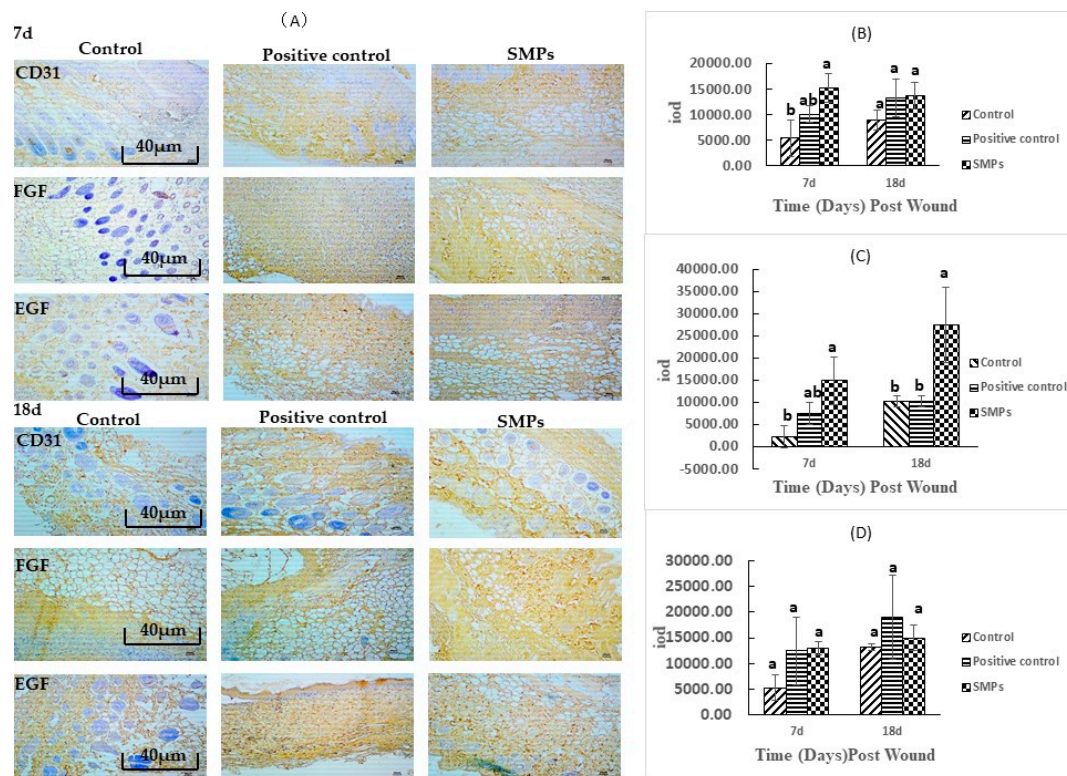 (A)
7d
Control
Positive control
SMPs
CD31
40µm
FGF
40µm
EGF
40µm
18d
Control
Positive control
SMPs
CD31
40µm
FGF
40µm
EGF
40µm
(B)
20000.00
15000.00
10000.00
5000.00
0.00
iod
b
ab
a
a
a
a
7d
18d
Time (Days) Post Wound
Control
Positive control
SMPs
(C)
40000.00
35000.00
30000.00
25000.00
20000.00
15000.00
10000.00
5000.00
0.00
-5000.00
iod
b
ab
a
b
b
a
7d
18d
Time (Days) Post Wound
Control
Positive control
SMPs
(D)
30000.00
25000.00
20000.00
15000.00
10000.00
5000.00
0.00
iod
a
a
a
a
a
a
7d
18d
Time (Days)Post Wound
Control
Positive control
SMPs